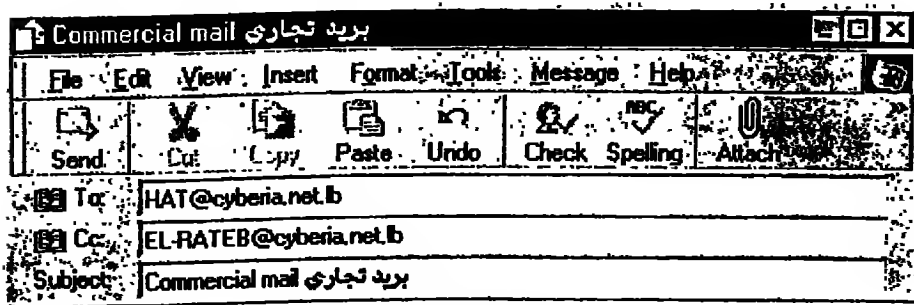 Commercial mail بريد تجاري
File Edit View Insert Format Tools Message Help
Send Cut Copy Paste Undo Check Spelling Attach
To: HAT@cyberia.net.lb
Cc: EL-RATEB@cyberia.net.lb
Subject: Commercial mail بريد تجاري